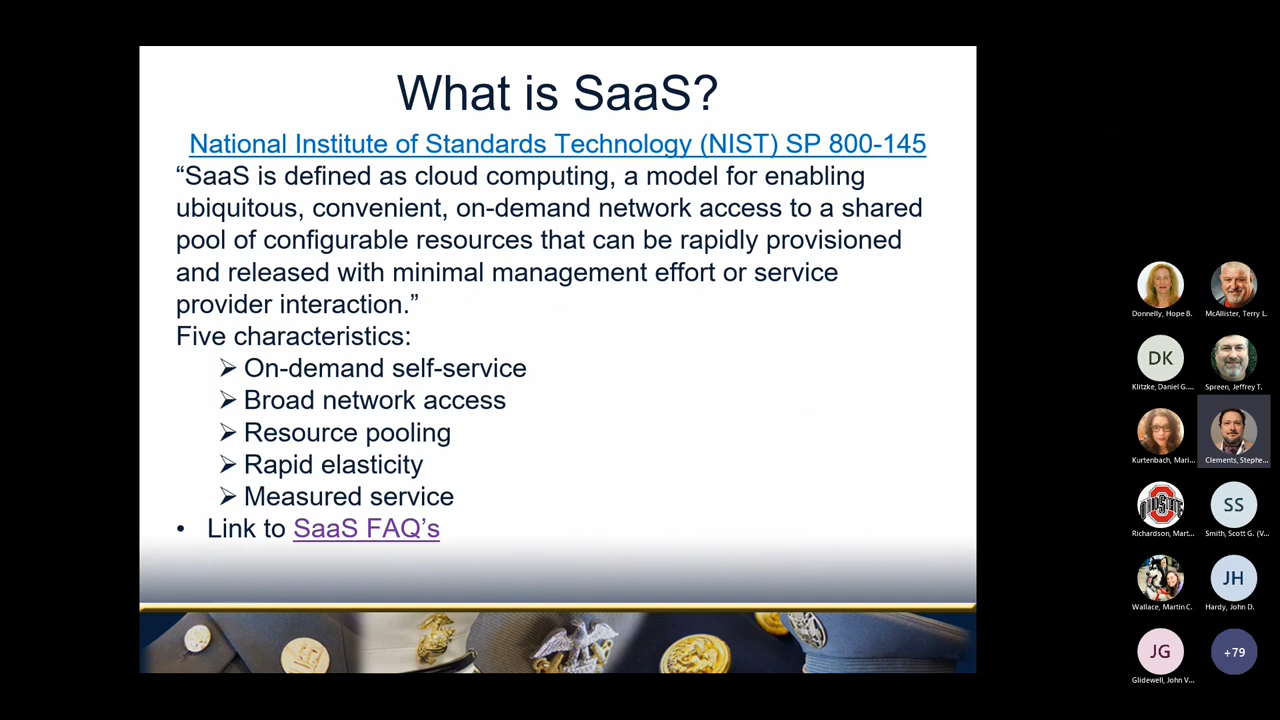 What is SaaS?
National Institute of Standards Technology (NIST) SP 800-145
“SaaS is defined as cloud computing, a model for enabling
ubiquitous, convenient, on-demand network access to a shared
pool of configurable resources that can be rapidly provisioned
and released with minimal management effort or service
provider interaction.”
Five characteristics:
➢ On-demand self-service
➢ Broad network access
➢ Resource pooling
➢ Rapid elasticity
➢ Measured service
• Link to SaaS FAQ’s
Donnelly, Hope B.
McAllister, Terry L.
DK
Klitzke, Daniel G....
Spreen, Jeffrey T.
Kurtenbach, Mari...
Clements, Stephe...
Richardson, Mart...
SS
Smith, Scott G. (V...
Wallace, Martin C.
JH
Hardy, John D.
JG
Glidewell, John V...
+79